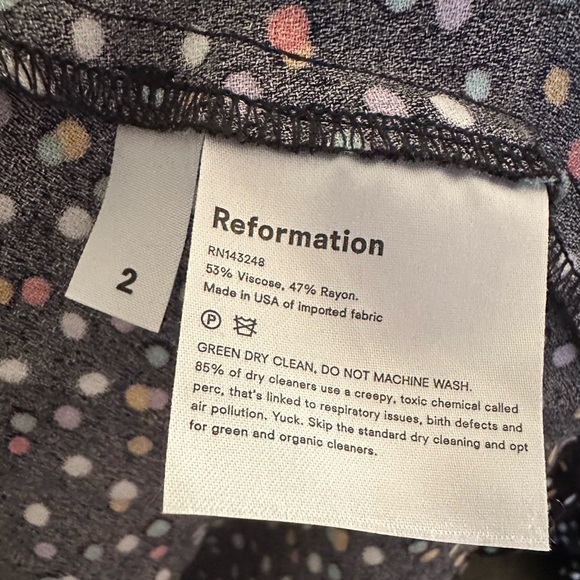 2
Reformation
RN143248
53% Viscose, 47% Rayon.
Made in USA of imported fabric
P
GREEN DRY CLEAN, DO NOT MACHINE WASH.
85% of dry cleaners use a creepy, toxic chemical called
perc, that's linked to respiratory issues, birth defects and
air pollution. Yuck. Skip the standard dry cleaning and opt
for green and organic cleaners.